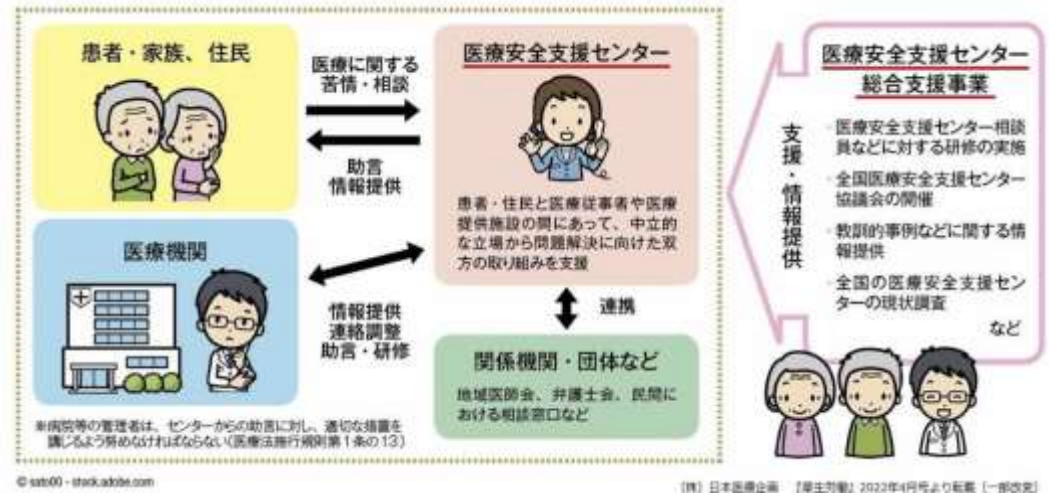 患者・家族、住民
医療に関する
苦情・相談
助言
情報提供
医療安全支援センター
患者・住民と医療従事者や医療
提供施設の間にあって、中立的
な立場から問題解決に向けた双
方の取り組みを支援
医療機関
情報提供
連絡調整
助言・研修
連携
関係機関・団体など
地域医師会、弁護士会、民間に
おける相談窓口など
※病院等の管理者は、センターからの助言に対し、適切な措置を
講じるよう努めなければならない(医療法施行規則第1条の13)
医療安全支援センター
総合支援事業
支援・情報提供
・医療安全支援センター相談
員などに対する研修の実施
・全国医療安全支援センター
協議会の開催
・教訓的事例などに関する情
報提供
・全国の医療安全支援セン
ターの現状調査
など
© sato00 - stock.adobe.com
(株)日本医療企画 『厚生労働』2022年4月号より転載(一部改変)